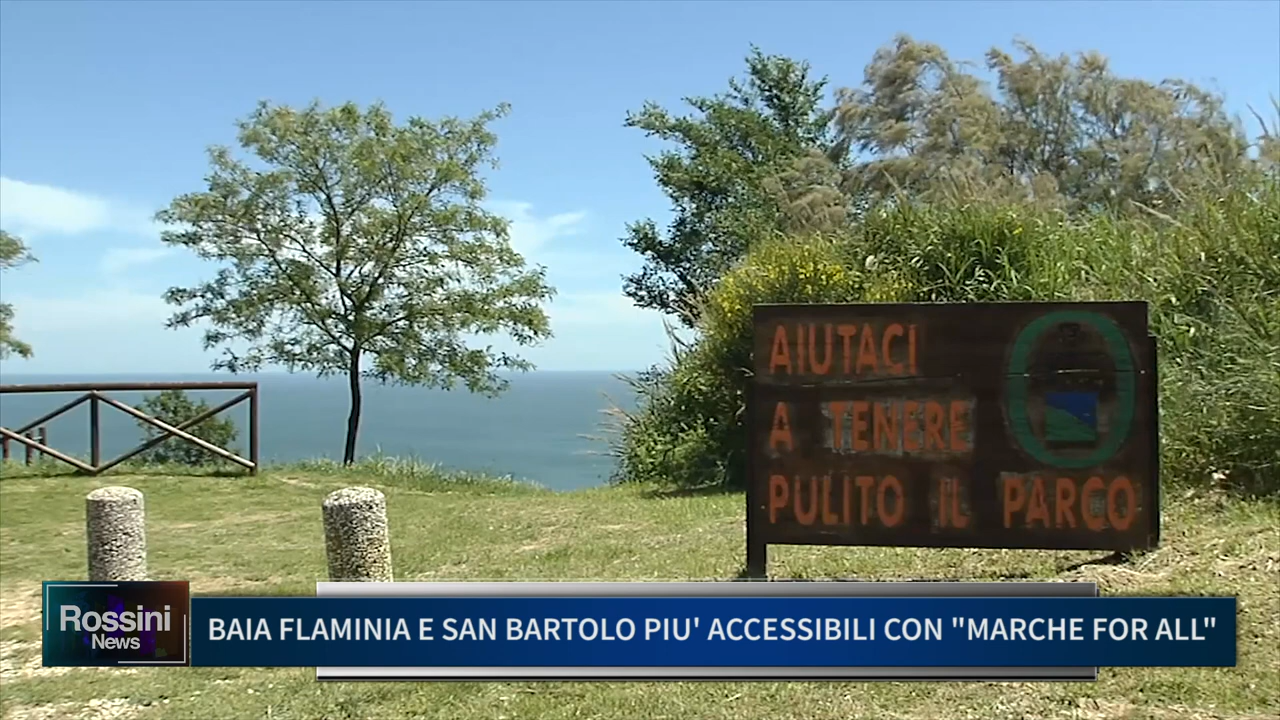 AIUTACI
A TENERE
PULITO IL PARCO
Rossini
News
BAIA FLAMINIA E SAN BARTOLO PIU' ACCESSIBILI CON "MARCHE FOR ALL"